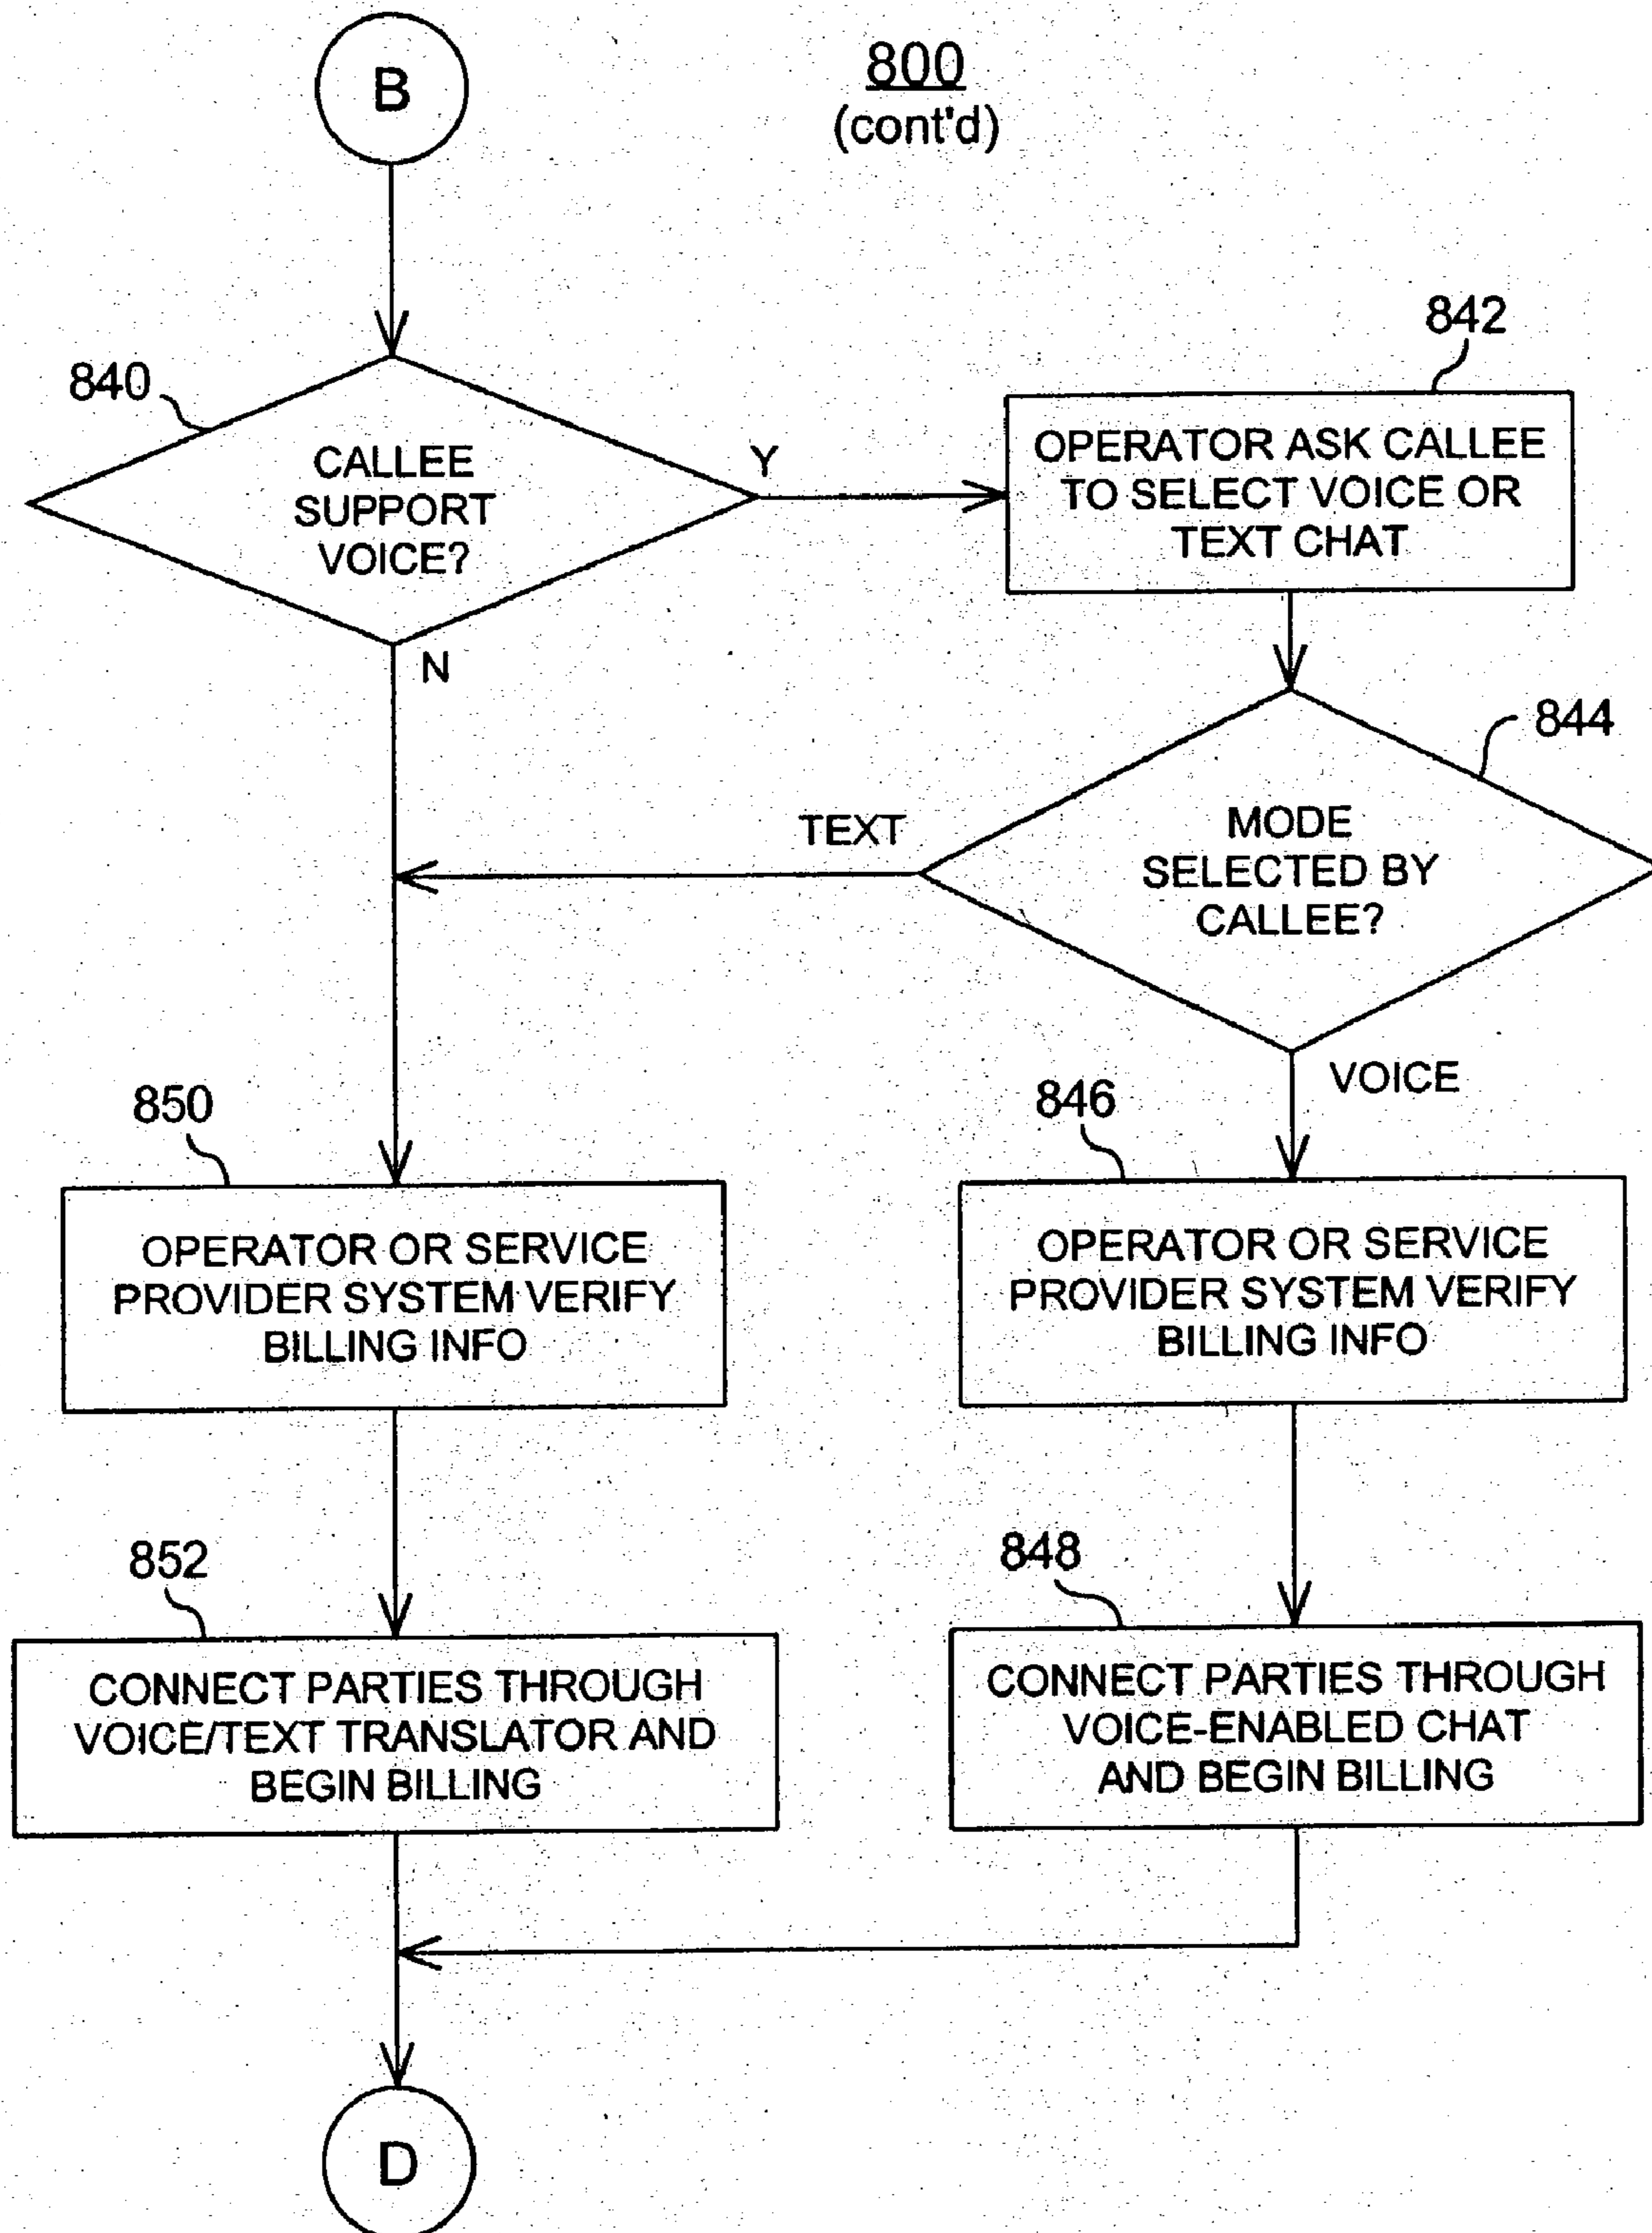 B
800
(cont'd)
840
CALLEE
SUPPORT
VOICE?
Y
N
842
OPERATOR ASK CALLEE
TO SELECT VOICE OR
TEXT CHAT
844
MODE
SELECTED BY
CALLEE?
TEXT
VOICE
850
OPERATOR OR SERVICE
PROVIDER SYSTEM VERIFY
BILLING INFO
846
OPERATOR OR SERVICE
PROVIDER SYSTEM VERIFY
BILLING INFO
852
CONNECT PARTIES THROUGH
VOICE/TEXT TRANSLATOR AND
BEGIN BILLING
848
CONNECT PARTIES THROUGH
VOICE-ENABLED CHAT
AND BEGIN BILLING
D